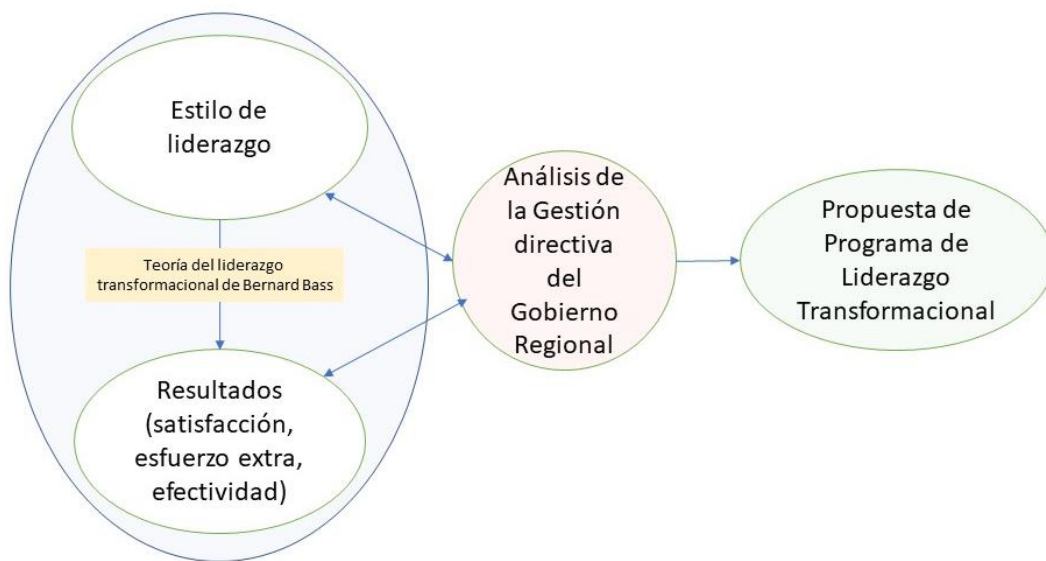 Estilo de
liderazgo
Teoría del liderazgo
transformacional de Bernard Bass
Resultados
(satisfacción,
esfuerzo extra,
efectividad)
Análisis de
la Gestión
directiva
del
Gobierno
Regional
Propuesta de
Programa de
Liderazgo
Transformacional